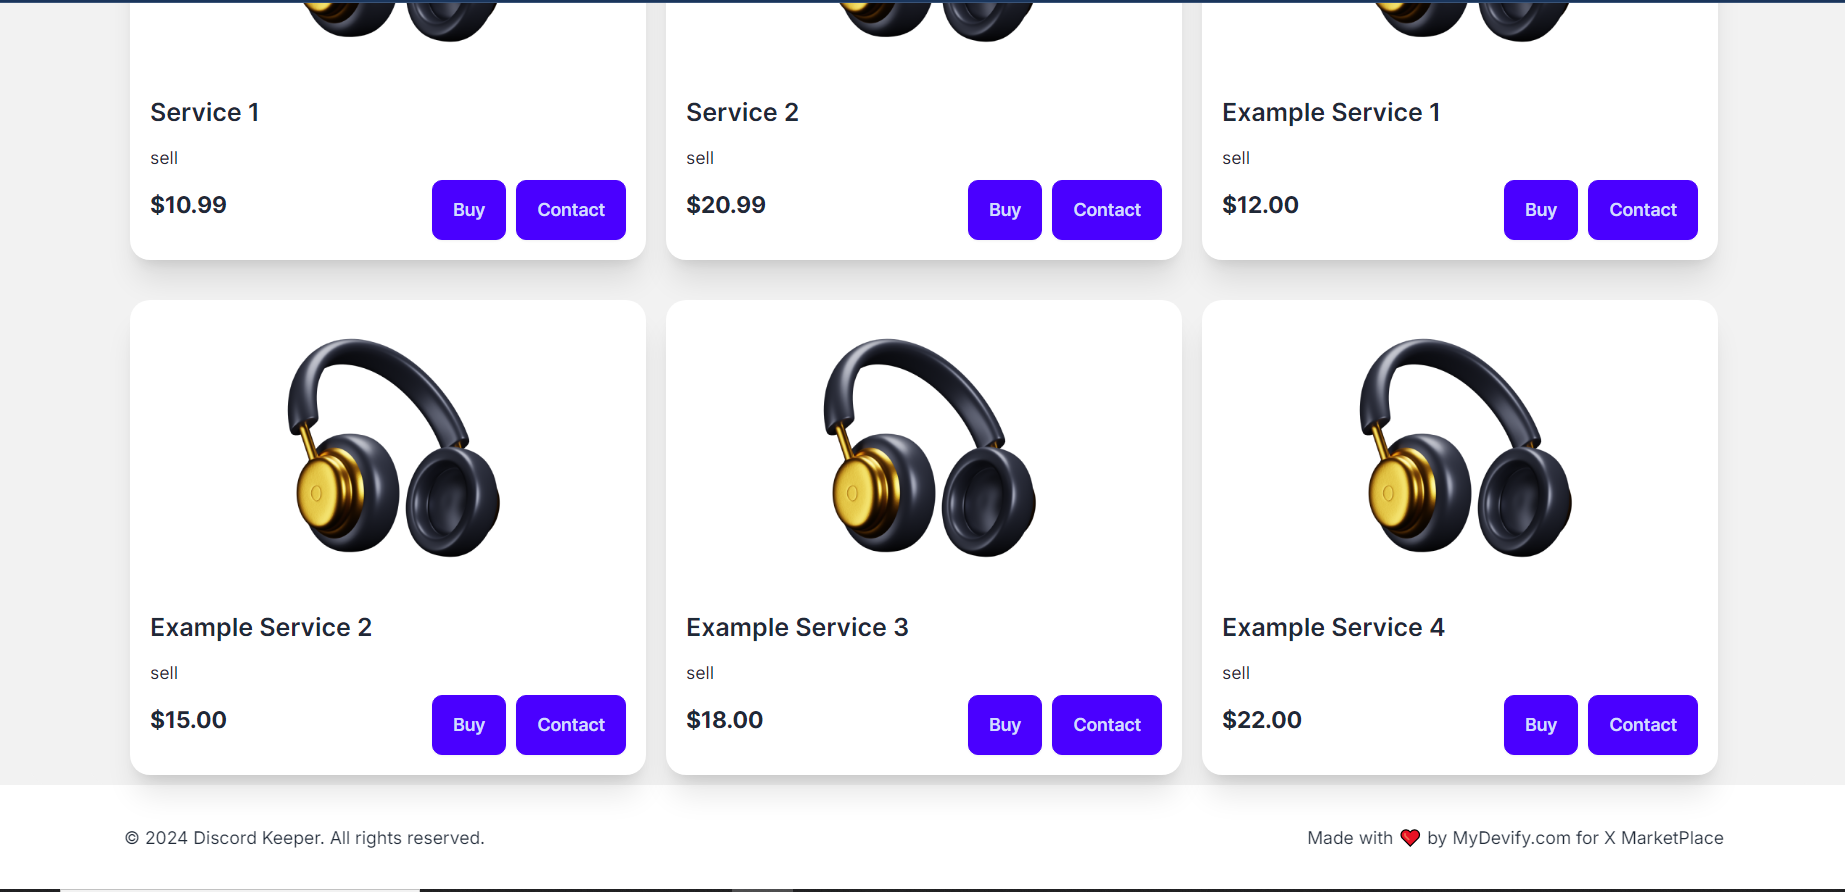 Service 1
sell
$10.99
Buy
Contact
Service 2
sell
$20.99
Buy
Contact
Example Service 1
sell
$12.00
Buy
Contact
Example Service 2
sell
$15.00
Buy
Contact
Example Service 3
sell
$18.00
Buy
Contact
Example Service 4
sell
$22.00
Buy
Contact
© 2024 Discord Keeper. All rights reserved.
Made with ❤️ by MyDevify.com for X MarketPlace